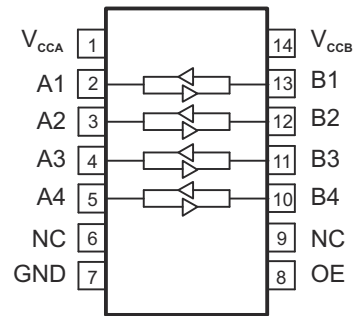 VCCA 1 14 VCCB
A1 2 13 B1
A2 3 12 B2
A3 4 11 B3
A4 5 10 B4
NC 6 9 NC
GND 7 8 OE